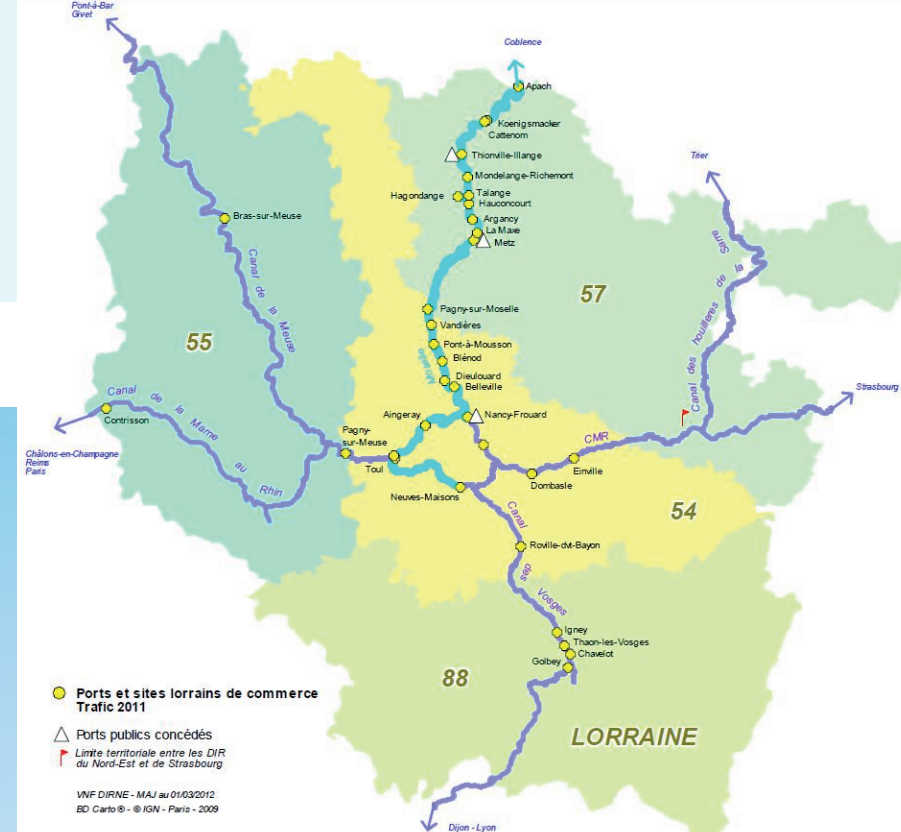 Pont-à-Bar
Givet
Coblence
Apach
Koenigsmacker
Cattenom
Thionville-Illange
Trier
Mondelange-Richemont
Hagondange
Talange
Hauconcourt
Argancy
La Maxe
Metz
Bras-sur-Meuse
Canal de la Meuse
Canal des houilleres de la Sarre
57
Pagny-sur-Moselle
Vandières
55
Pont-à-Mousson
Blénod
Moselle
Dieulouard
Belleville
Strasbourg
Canal de la Marne au Rhin
Contrisson
Aingeray
Nancy-Frouard
Pagny-
sur-Meuse
CMR
Châlons-en-Champagne
Reims
Paris
Toul
Einville
Dombasle
Neuves-Maisons
54
Canal des Vosges
Roville-dvt-Bayon
Igney
Thaon-les-Vosges
Chavelot
Golbey
88
Ports et sites lorrains de commerce
Trafic 2011
Ports publics concédés
LORRAINE
Limite territoriale entre les DIR
du Nord-Est et de Strasbourg
VNF DIRNE - MAJ au 01/03/2012
BD Carto ® - © IGN - Paris - 2009
Dijon - Lyon